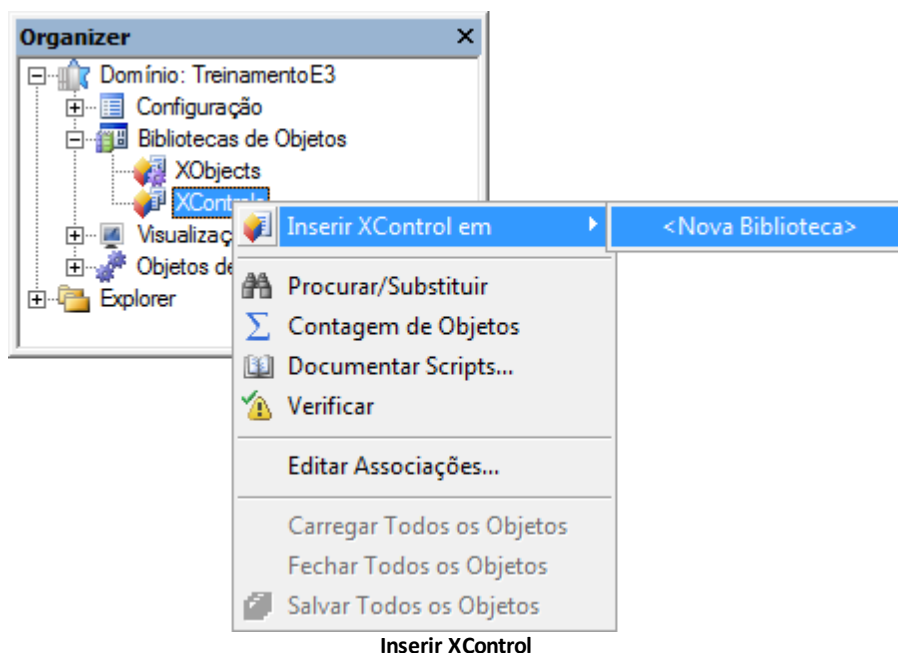 Organizer
Domínio: TreinamentoE3
Configuração
Bibliotecas de Objetos
XObjects
XControls
Visualizaç
Objetos de
Explorer
Inserir XControl em
<Nova Biblioteca>
Procurar/Substituir
Contagem de Objetos
Documentar Scripts...
Verificar
Editar Associações...
Carregar Todos os Objetos
Fechar Todos os Objetos
Salvar Todos os Objetos
Inserir XControl